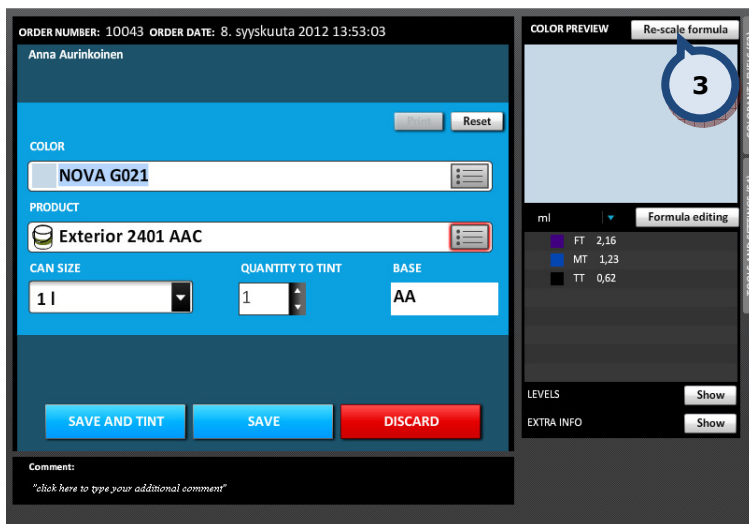 ORDER NUMBER: 10043 ORDER DATE: 8. syyskuuta 2012 13:53:03
Anna Aurinkoinen
Print Reset
COLOR
NOVA G021
PRODUCT
Exterior 2401 AAC
CAN SIZE QUANTITY TO TINT BASE
1 l 1 AA
SAVE AND TINT SAVE DISCARD
Comment:
"click here to type your additional comment"
COLOR PREVIEW Re-scale formula
3
ml Formula editing
FT 2,16
MT 1,23
TT 0,62
LEVELS Show
EXTRA INFO Show